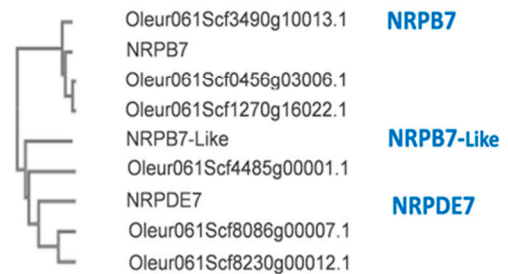 Oleur061Scf3490g10013.1 NRPB7
NRPB7
Oleur061Scf0456g03006.1
Oleur061Scf1270g16022.1
NRPB7-Like NRPB7-Like
Oleur061Scf4485g00001.1
NRPDE7 NRPDE7
Oleur061Scf8086g00007.1
Oleur061Scf8230g00012.1